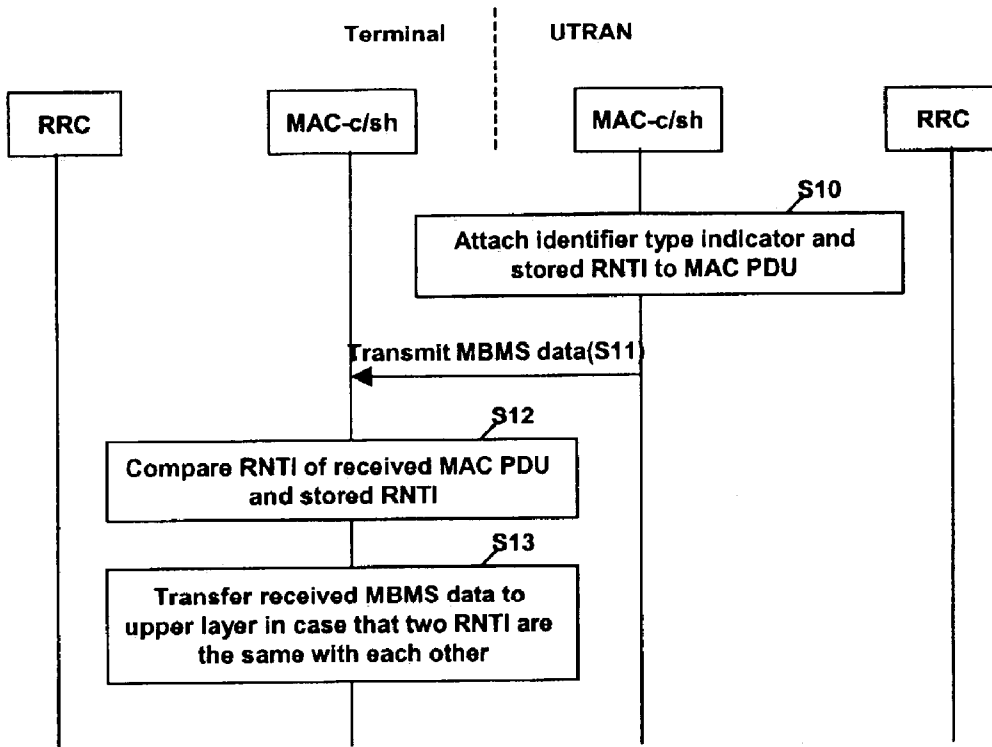 Terminal
UTRAN
RRC
MAC-c/sh
MAC-c/sh
RRC
S10
Attach identifier type indicator and
stored RNTI to MAC PDU
Transmit MBMS data(S11)
S12
Compare RNTI of received MAC PDU
and stored RNTI
S13
Transfer received MBMS data to
upper layer in case that two RNTI are
the same with each other